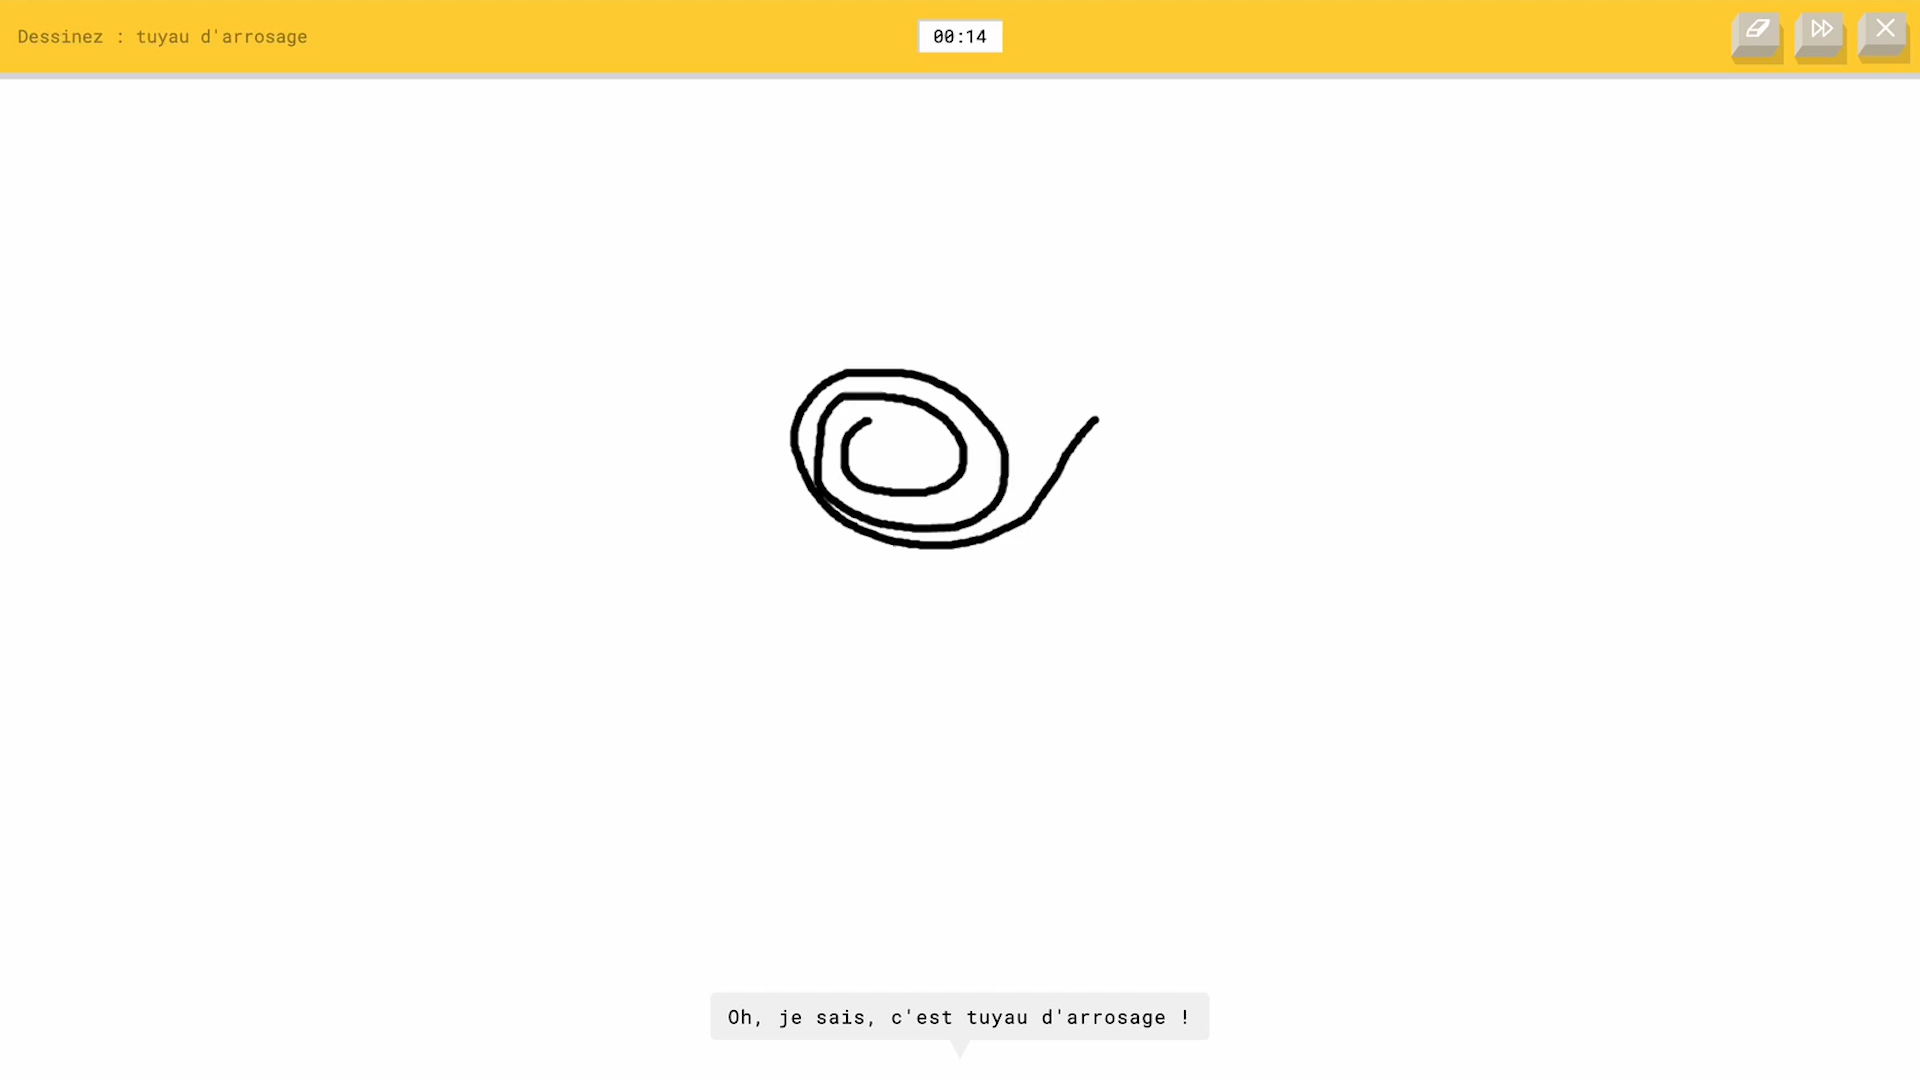 Dessinez : tuyau d'arrosage
00:14
Oh, je sais, c'est tuyau d'arrosage !